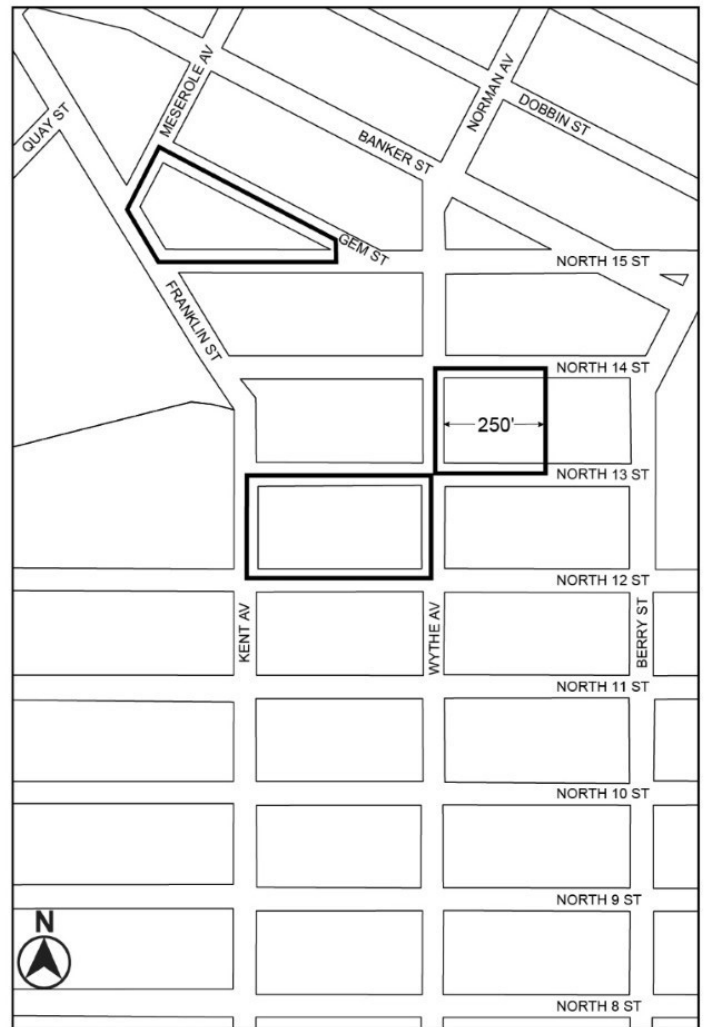 MESEROLE AV
NORMAN AV
QUAY ST
DOBBIN ST
BANKER ST
GEM ST
NORTH 15 ST
FRANKLIN ST
NORTH 14 ST
250'
NORTH 13 ST
NORTH 12 ST
KENT AV
WYTHE AV
BERRY ST
NORTH 11 ST
NORTH 10 ST
NORTH 9 ST
N
NORTH 8 ST